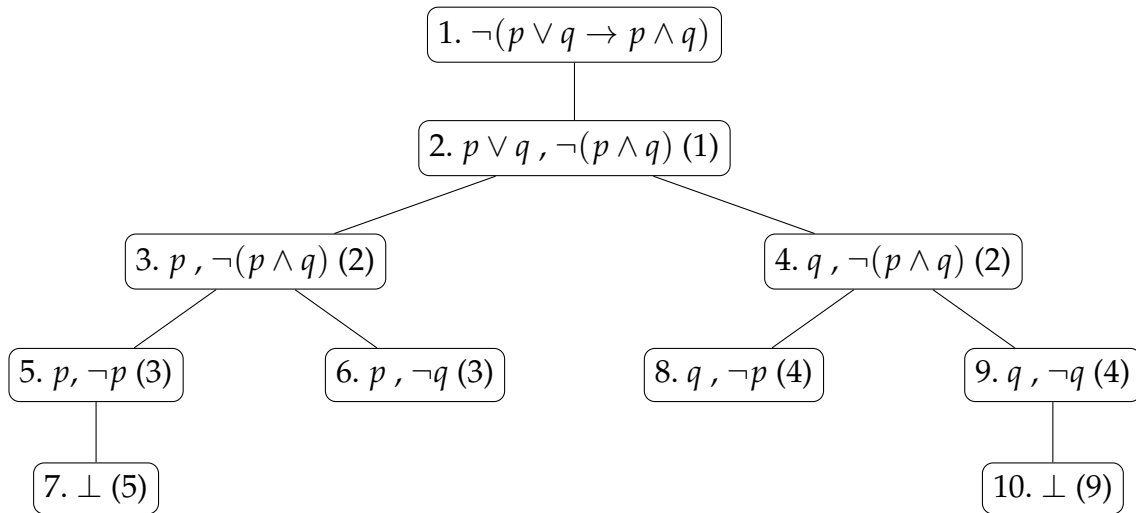 1. ¬(p ∨ q → p ∧ q)
2. p ∨ q , ¬(p ∧ q) (1)
3. p , ¬(p ∧ q) (2)
4. q , ¬(p ∧ q) (2)
5. p, ¬p (3)
6. p , ¬q (3)
8. q , ¬p (4)
9. q , ¬q (4)
7. ⊥ (5)
10. ⊥ (9)